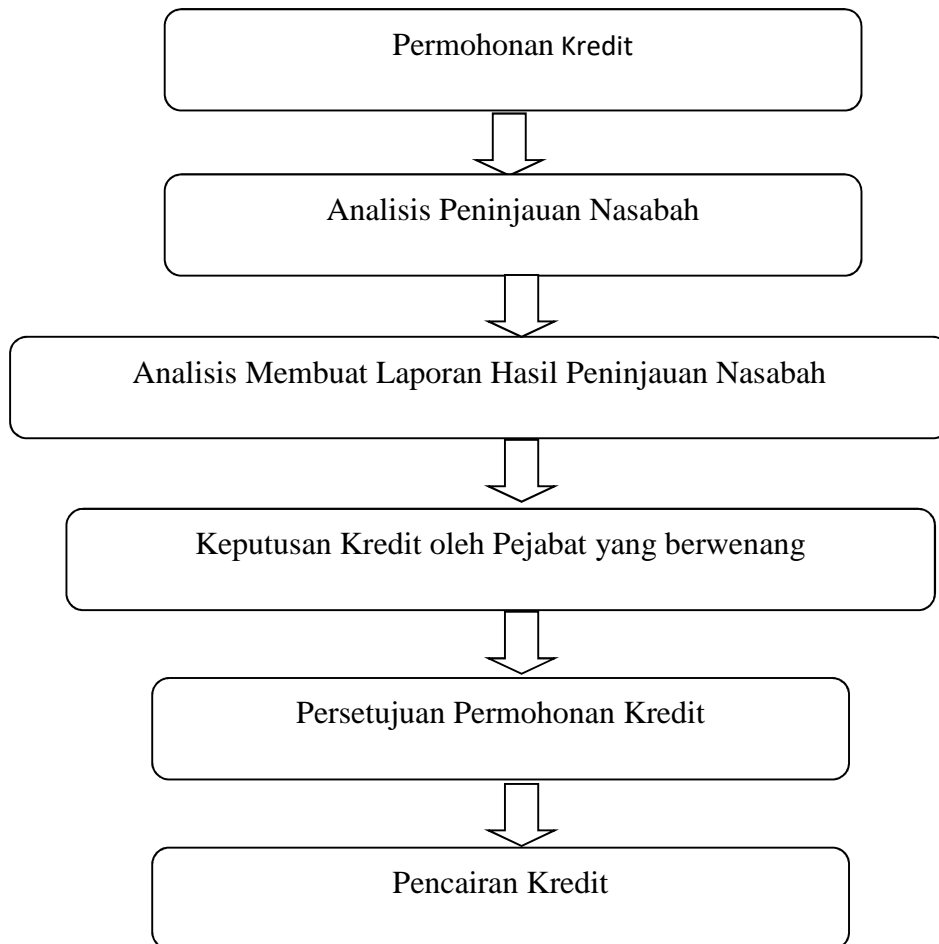 Permohonan Kredit
Analisis Peninjauan Nasabah
Analisis Membuat Laporan Hasil Peninjauan Nasabah
Keputusan Kredit oleh Pejabat yang berwenang
Persetujuan Permohonan Kredit
Pencairan Kredit